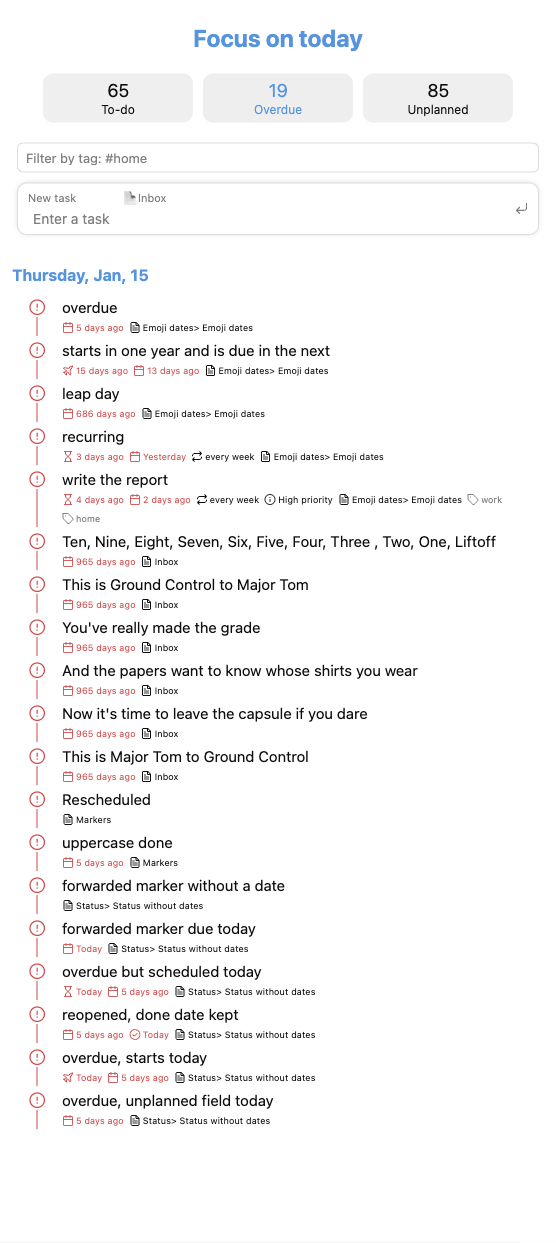 Focus on today
65 19 85
To-do Overdue Unplanned
Filter by tag: #home
New task Inbox
Enter a task
Thursday, Jan, 15
overdue
5 days ago Emoji dates> Emoji dates
starts in one year and is due in the next
15 days ago 13 days ago Emoji dates> Emoji dates
leap day
686 days ago Emoji dates> Emoji dates
recurring
3 days ago Yesterday every week Emoji dates> Emoji dates
write the report
4 days ago 2 days ago every week High priority Emoji dates> Emoji dates work
home
Ten, Nine, Eight, Seven, Six, Five, Four, Three , Two, One, Liftoff
965 days ago Inbox
This is Ground Control to Major Tom
965 days ago Inbox
You've really made the grade
965 days ago Inbox
And the papers want to know whose shirts you wear
965 days ago Inbox
Now it's time to leave the capsule if you dare
965 days ago Inbox
This is Major Tom to Ground Control
965 days ago Inbox
Rescheduled
Markers
uppercase done
5 days ago Markers
forwarded marker without a date
Status> Status without dates
forwarded marker due today
Today Status> Status without dates
overdue but scheduled today
Today 5 days ago Status> Status without dates
reopened, done date kept
5 days ago Today Status> Status without dates
overdue, starts today
Today 5 days ago Status> Status without dates
overdue, unplanned field today
5 days ago Status> Status without dates